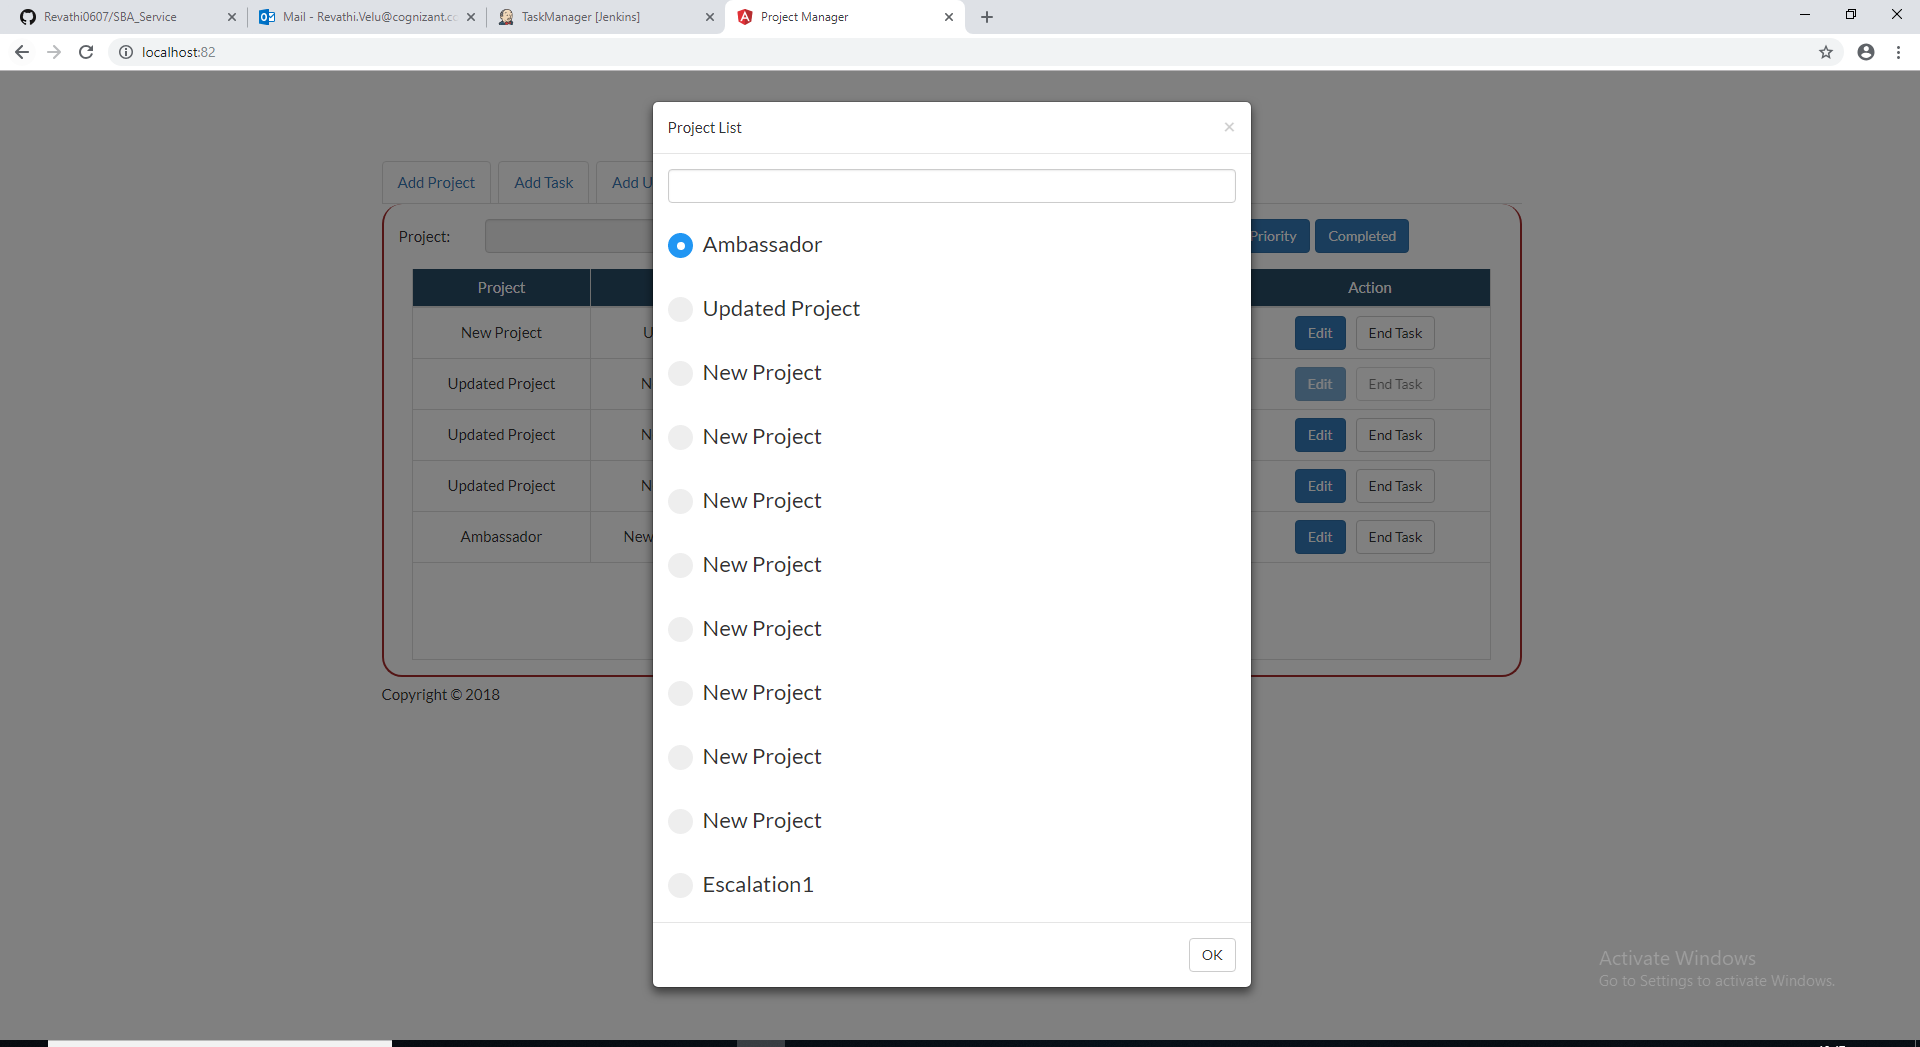 Revathi0607/SBA_Service
Mail - Revathi.Velu@cognizant.cc
TaskManager [Jenkins]
Project Manager
localhost:82
Project List
Add Project
Add Task
Add U
Ambassador
Project:
Priority
Completed
Project
Action
Updated Project
New Project
U
Edit
End Task
New Project
Updated Project
N
Edit
End Task
New Project
Updated Project
N
Edit
End Task
New Project
Updated Project
N
Edit
End Task
New Project
Ambassador
New
Edit
End Task
New Project
New Project
Copyright © 2018
New Project
New Project
Escalation1
OK
Activate Windows
Go to Settings to activate Windows.